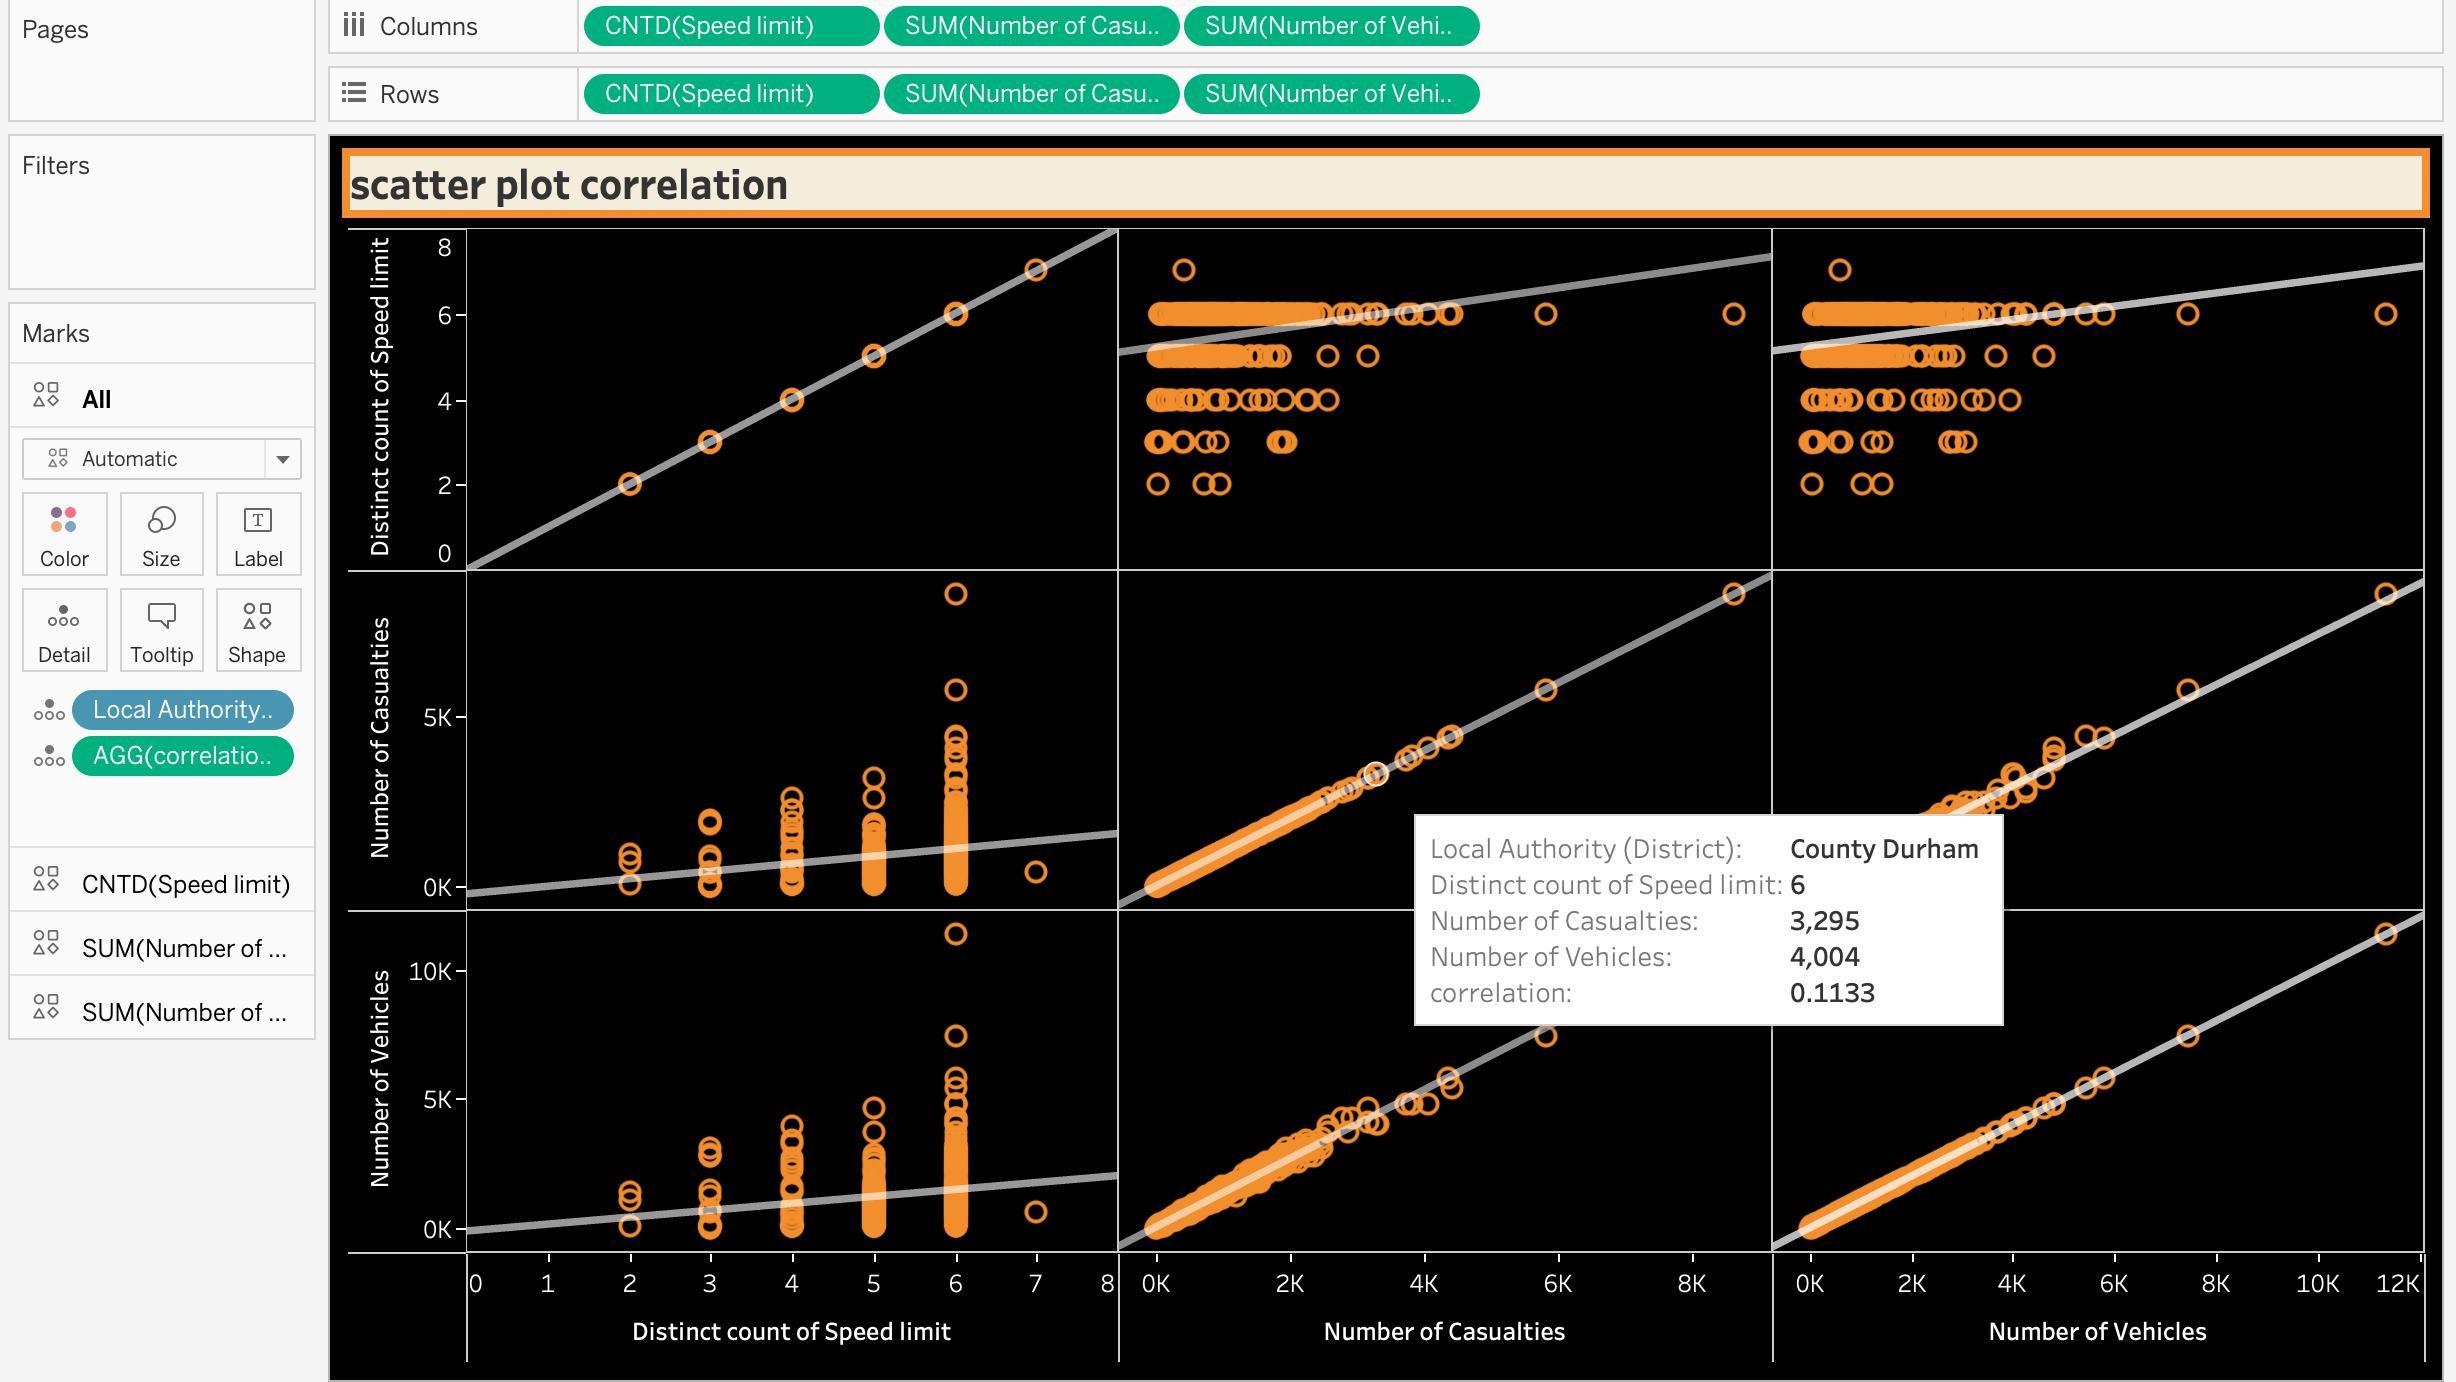 Pages
Columns
CNTD(Speed limit)
SUM(Number of Casu..
SUM(Number of Vehi..
Rows
CNTD(Speed limit)
SUM(Number of Casu..
SUM(Number of Vehi..
Filters
Marks
All
Automatic
Color
Size
T
Label
Detail
Tooltip
Shape
Local Authority..
AGG(correlatio..
CNTD(Speed limit)
SUM(Number of ...
SUM(Number of ...
scatter plot correlation
Distinct count of Speed limit
8
6
4
2
0
Number of Casualties
5K
0K
Number of Vehicles
10K
5K
0K
Local Authority (District): County Durham
Distinct count of Speed limit: 6
Number of Casualties: 3,295
Number of Vehicles: 4,004
correlation: 0.1133
0 1 2 3 4 5 6 7 8
Distinct count of Speed limit
0K 2K 4K 6K 8K
Number of Casualties
0K 2K 4K 6K 8K 10K 12K
Number of Vehicles